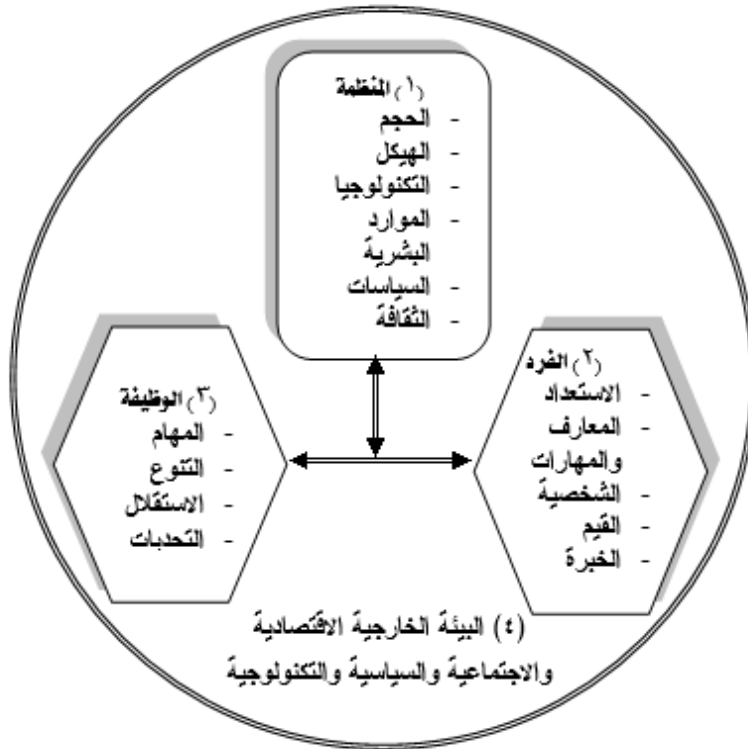 (١) المنظمة
- الحجم
- الهيكل
- التكنولوجيا
- الموارد
البشرية
- السياسات
- الثقافة
(٢) الفرد
- الاستعداد
- المعارف
والمهارات
- الشخصية
- القيم
- الخبرة
(٣) الوظيفة
- المهام
- التنوع
- الاستقلال
- التحديات
(٤) البيئة الخارجية الاقتصادية
والاجتماعية والسياسية والتكنولوجية